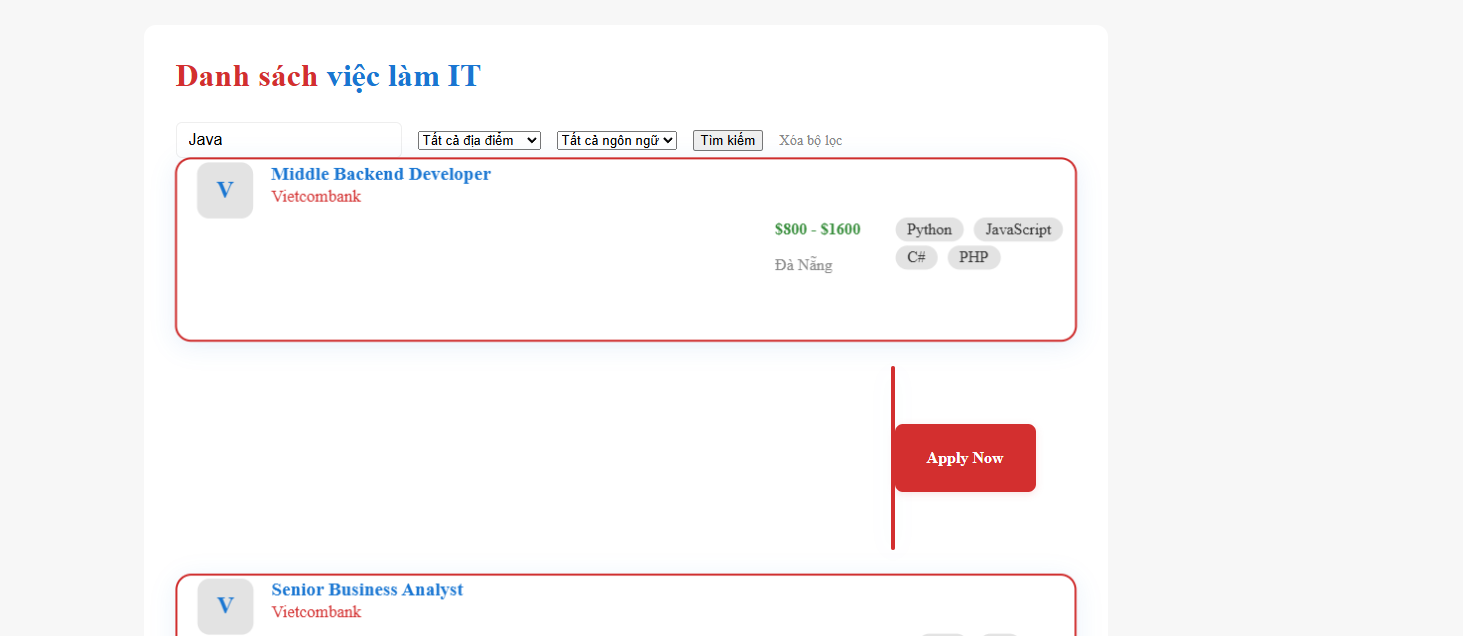 Danh sách việc làm IT
Java Tất cả địa điểm Tất cả ngôn ngữ Tìm kiếm Xóa bộ lọc
V Middle Backend Developer
Vietcombank
$800 - $1600 Python JavaScript
Đà Nẵng C# PHP
Apply Now
V Senior Business Analyst
Vietcombank